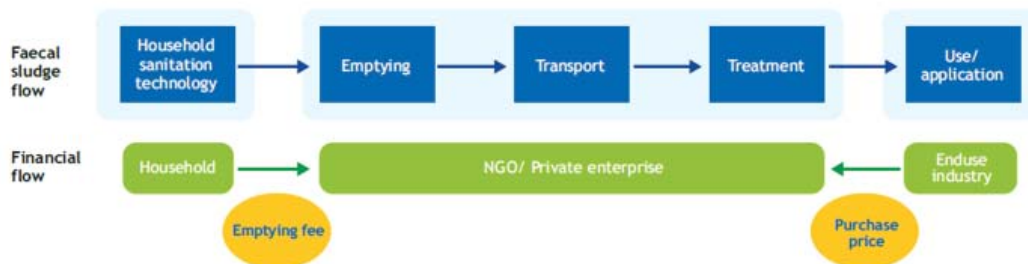 Faecal
sludge
flow
Household
sanitation
technology
Emptying
Transport
Treatment
Use/
application
Financial
flow
Household
NGO/ Private enterprise
Enduse
industry
Emptying fee
Purchase
price